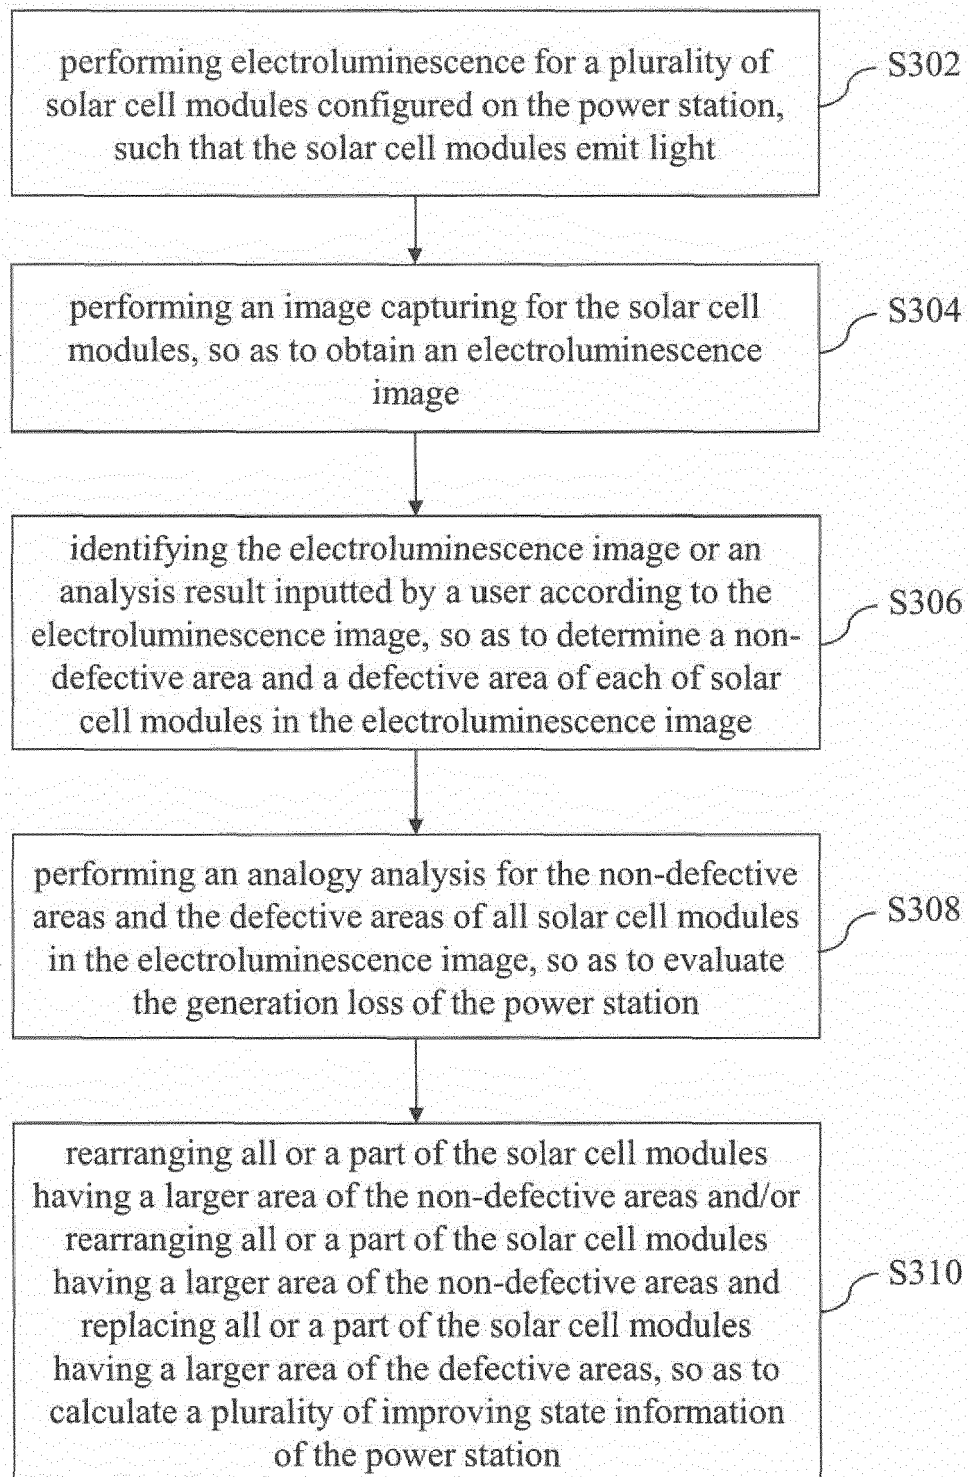 performing electroluminescence for a plurality of
solar cell modules configured on the power station,
such that the solar cell modules emit light
S302
performing an image capturing for the solar cell
modules, so as to obtain an electroluminescence
image
S304
identifying the electroluminescence image or an
analysis result inputted by a user according to the
electroluminescence image, so as to determine a non-
defective area and a defective area of each of solar
cell modules in the electroluminescence image
S306
performing an analogy analysis for the non-defective
areas and the defective areas of all solar cell modules
in the electroluminescence image, so as to evaluate
the generation loss of the power station
S308
rearranging all or a part of the solar cell modules
having a larger area of the non-defective areas and/or
rearranging all or a part of the solar cell modules
having a larger area of the non-defective areas and
replacing all or a part of the solar cell modules
having a larger area of the defective areas, so as to
calculate a plurality of improving state information
of the power station
S310